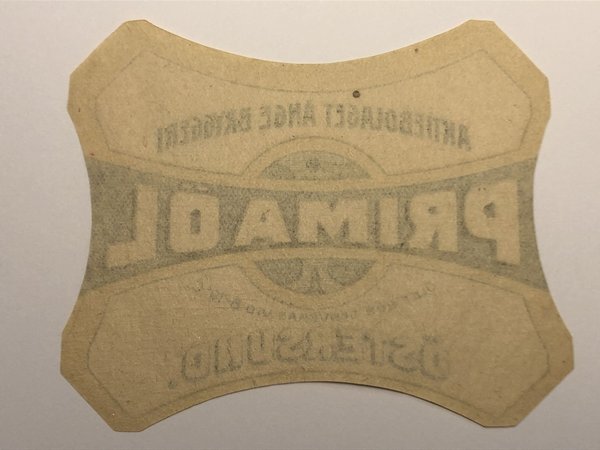 AKTIEBOLAGET ÅNGE BRYGGERI
PRIMA ÖL
ÖSTERSUND.